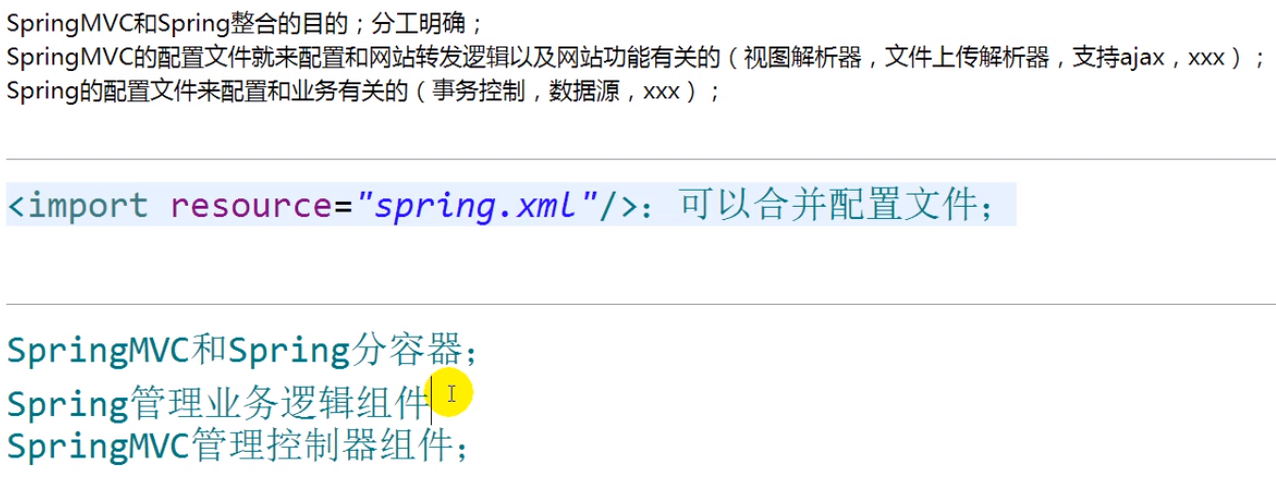 SpringMVC和Spring整合的目的；分工明确；
SpringMVC的配置文件就来配置和网站转发逻辑以及网站功能有关的（视图解析器，文件上传解析器，支持ajax，xxx）；
Spring的配置文件来配置和业务有关的（事务控制，数据源，xxx）；
<import resource="spring.xml"/>：可以合并配置文件；
SpringMVC和Spring分容器；
Spring管理业务逻辑组件
SpringMVC管理控制器组件；